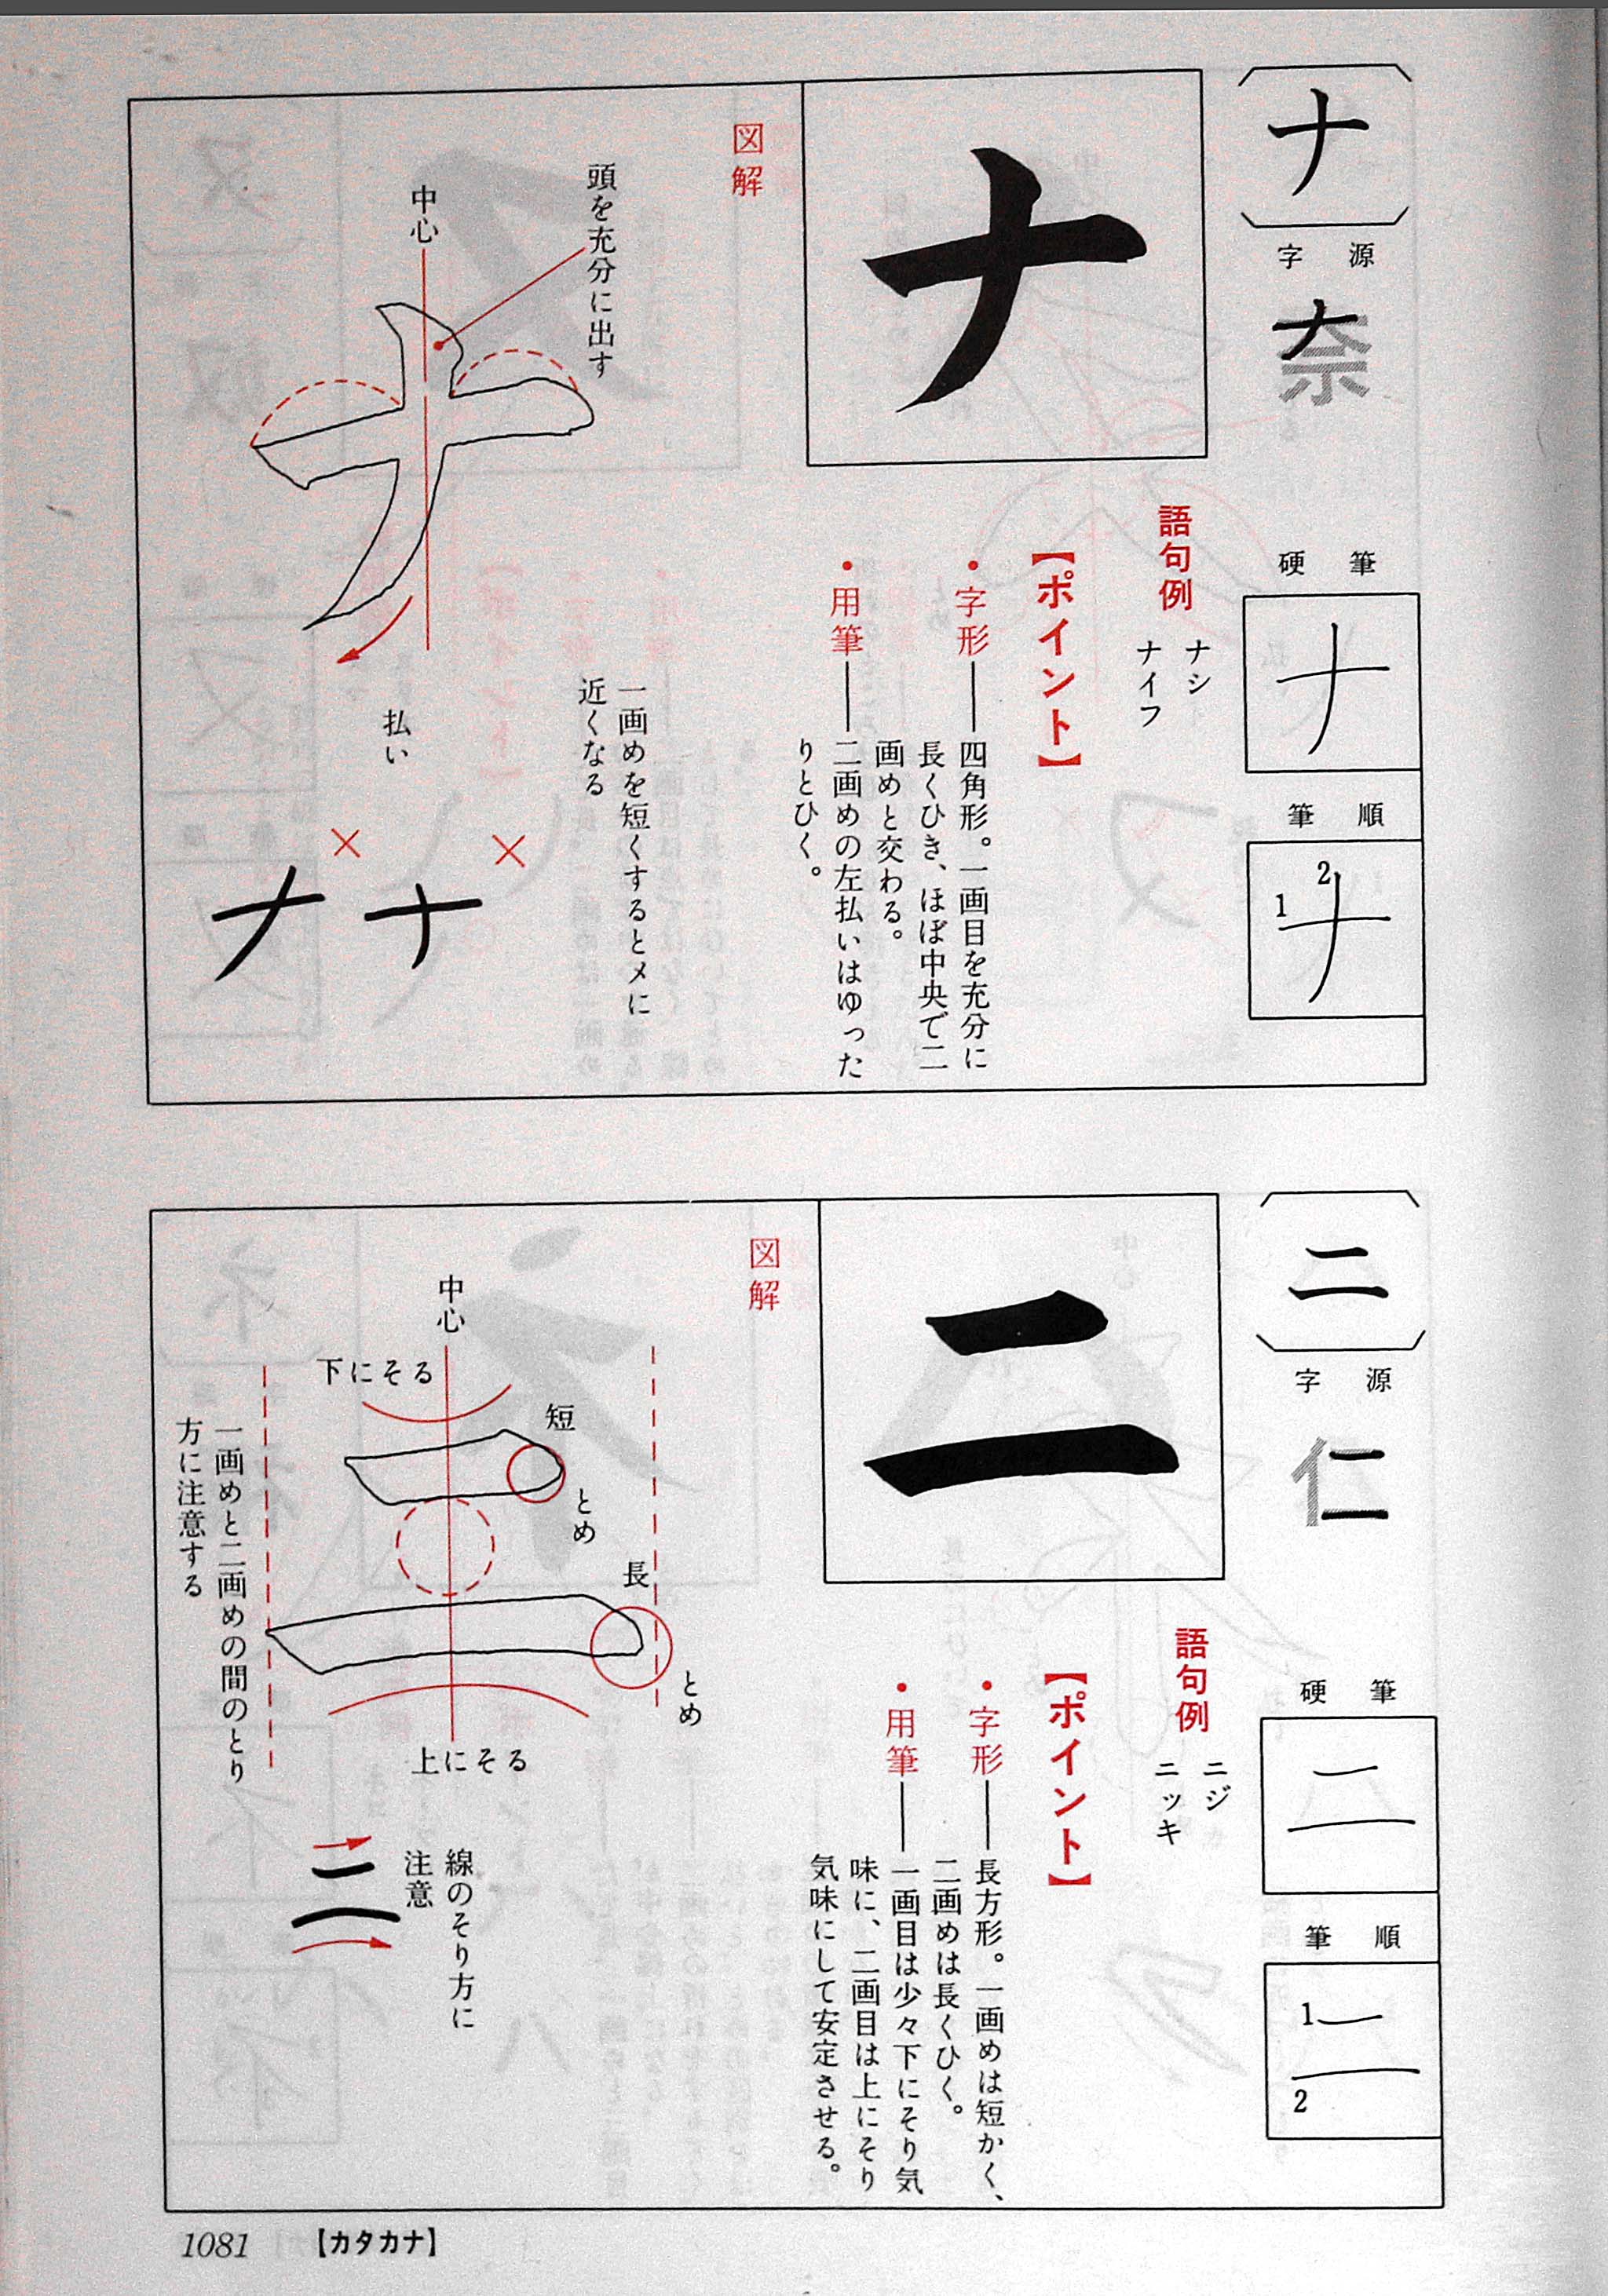 ナ
字源
奈
硬筆
ナ
筆順
1 2
ナ
語句例
ナシ
ナイフ
【ポイント】
・字形──四角形。一画目を充分に
長くひき、ほぼ中央で二
画めと交わる。
・用筆──二画めの左払いはゆった
りとひく。
ナ
図解
頭を充分に出す
中心
払い
一画めを短くするとメに
近くなる
×
ナ
×
ナ
ニ
字源
仁
硬筆
ニ
筆順
1
2
ニ
語句例
ニジ
ニッキ
【ポイント】
・字形──長方形。一画めは短かく、
二画めは長くひく。
・用筆──一画目は少々下にそり気
味に、二画目は上にそり
気味にして安定させる。
ニ
図解
中心
下にそる
短
とめ
長
とめ
上にそる
一画めと二画めの間のとり
方に注意する
線のそり方に
注意
ニ
1081 【カタカナ】